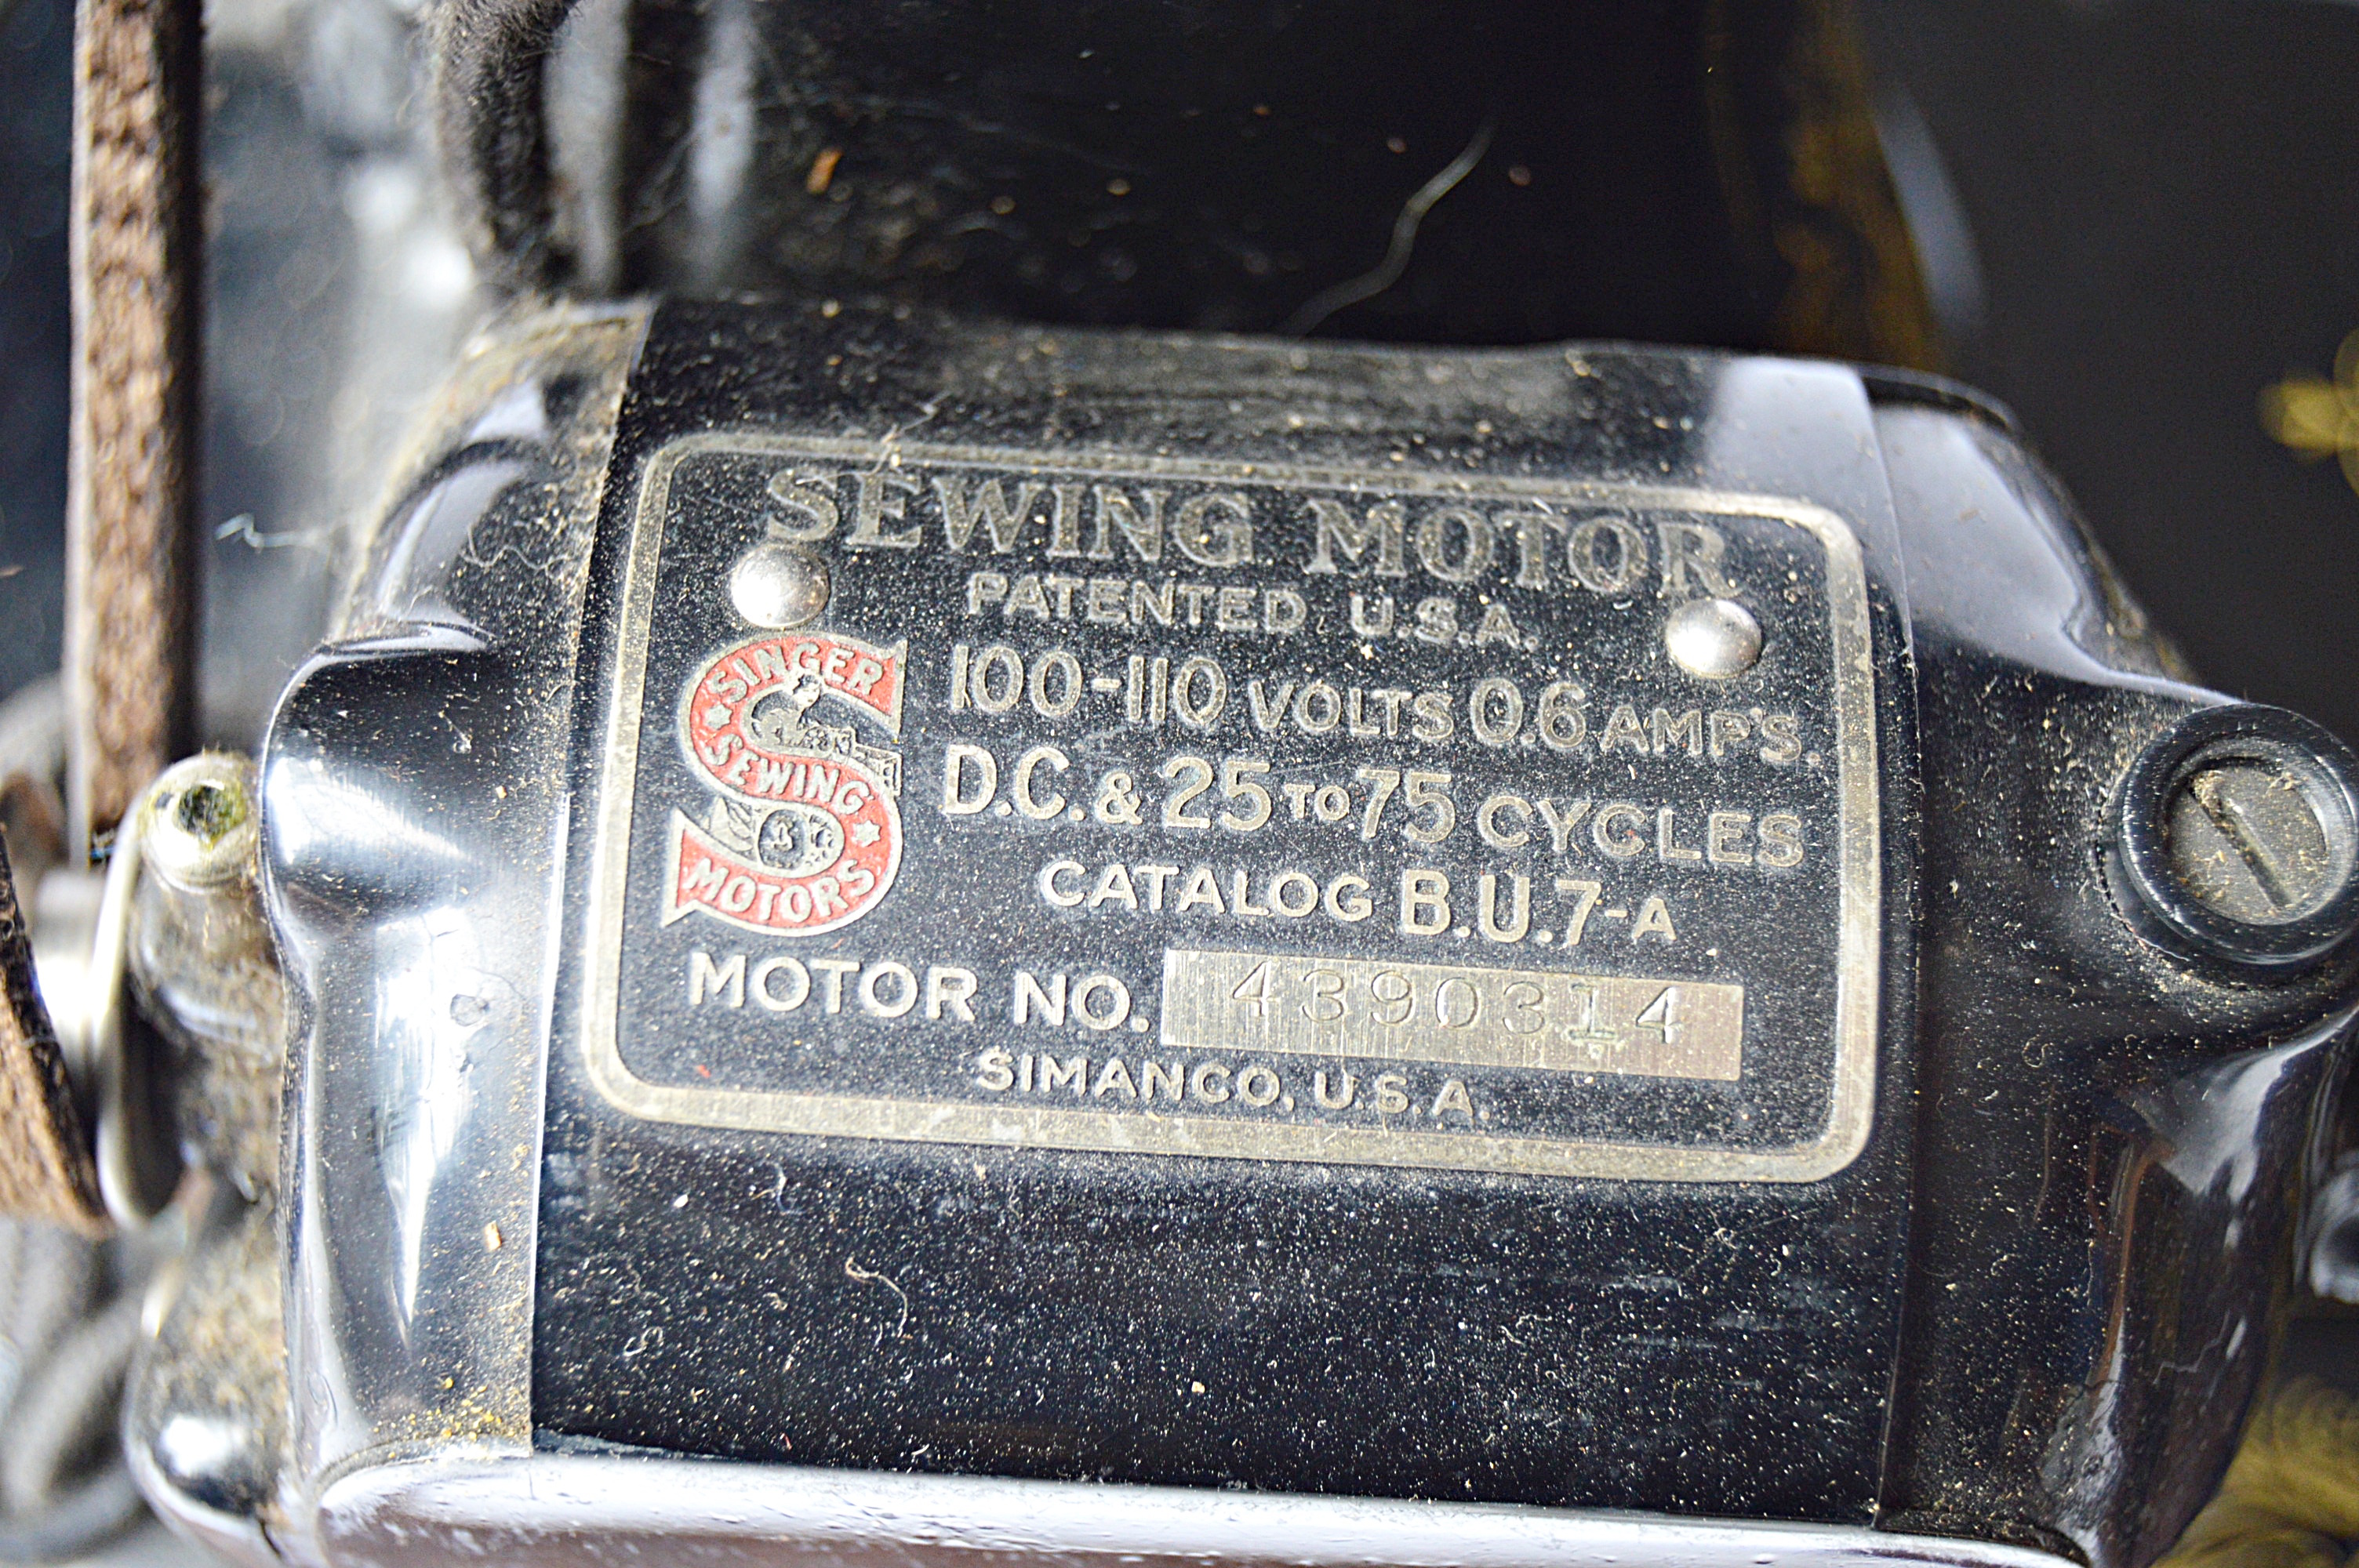 SEWING MOTOR
PATENTED U.S.A.
SINGER
SEWING
MOTORS
100-110 VOLTS 0.6 AMP'S.
D.C. & 25 TO 75 CYCLES
CATALOG B.U.7-A
MOTOR NO. 4390314
SIMANCO, U.S.A.